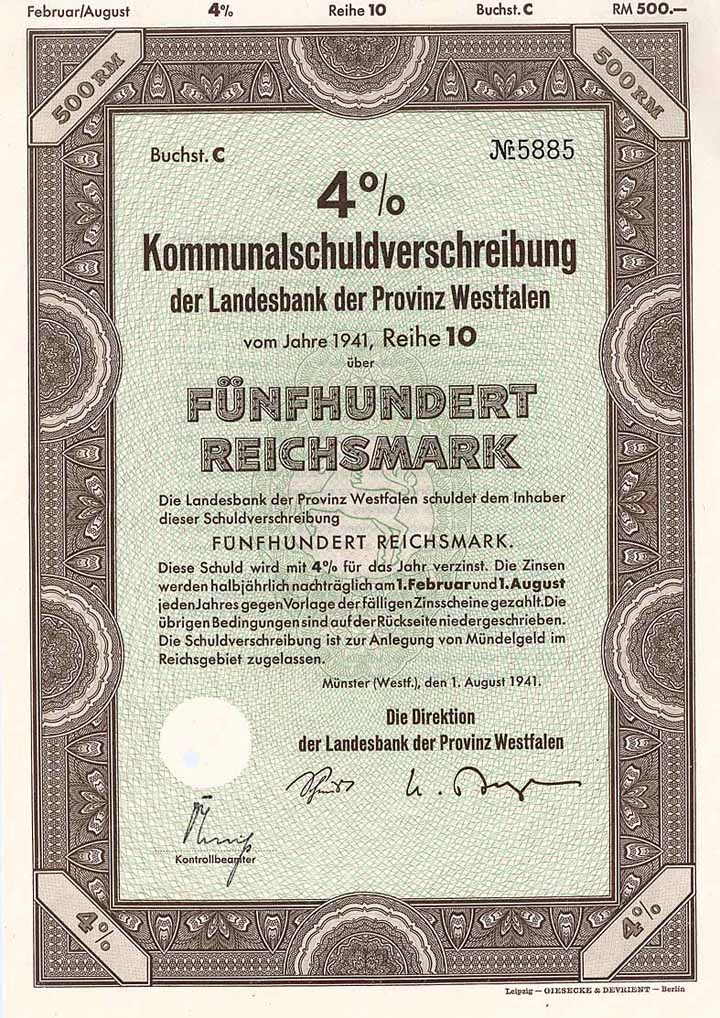 Februar/August 4% Reihe 10 Buchst. C RM 500.—
500 RM 500 RM
Buchst. C № 5885
4%
Kommunalschuldverschreibung
der Landesbank der Provinz Westfalen
vom Jahre 1941, Reihe 10
über
FÜNFHUNDERT
REICHSMARK
Die Landesbank der Provinz Westfalen schuldet dem Inhaber
dieser Schuldverschreibung
FÜNFHUNDERT REICHSMARK.
Diese Schuld wird mit 4% für das Jahr verzinst. Die Zinsen
werden halbjährlich nachträglich am 1. Februar und 1. August
jeden Jahres gegen Vorlage der fälligen Zinsscheine gezahlt. Die
übrigen Bedingungen sind auf der Rückseite niedergeschrieben.
Die Schuldverschreibung ist zur Anlegung von Mündelgeld im
Reichsgebiet zugelassen.
Münster (Westf.), den 1. August 1941.
Die Direktion
der Landesbank der Provinz Westfalen
Kontrollbeamter
4% 4%
Leipzig — GIESECKE & DEVRIENT — Berlin